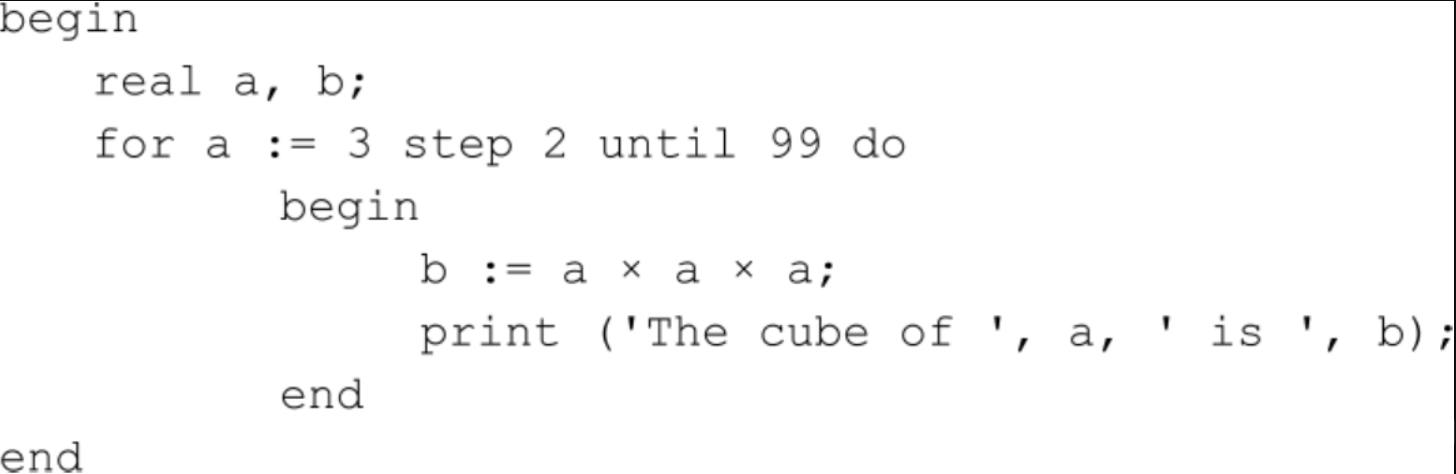 begin
real a, b;
for a := 3 step 2 until 99 do
begin
b := a × a × a;
print ('The cube of ', a, ' is ', b);
end
end